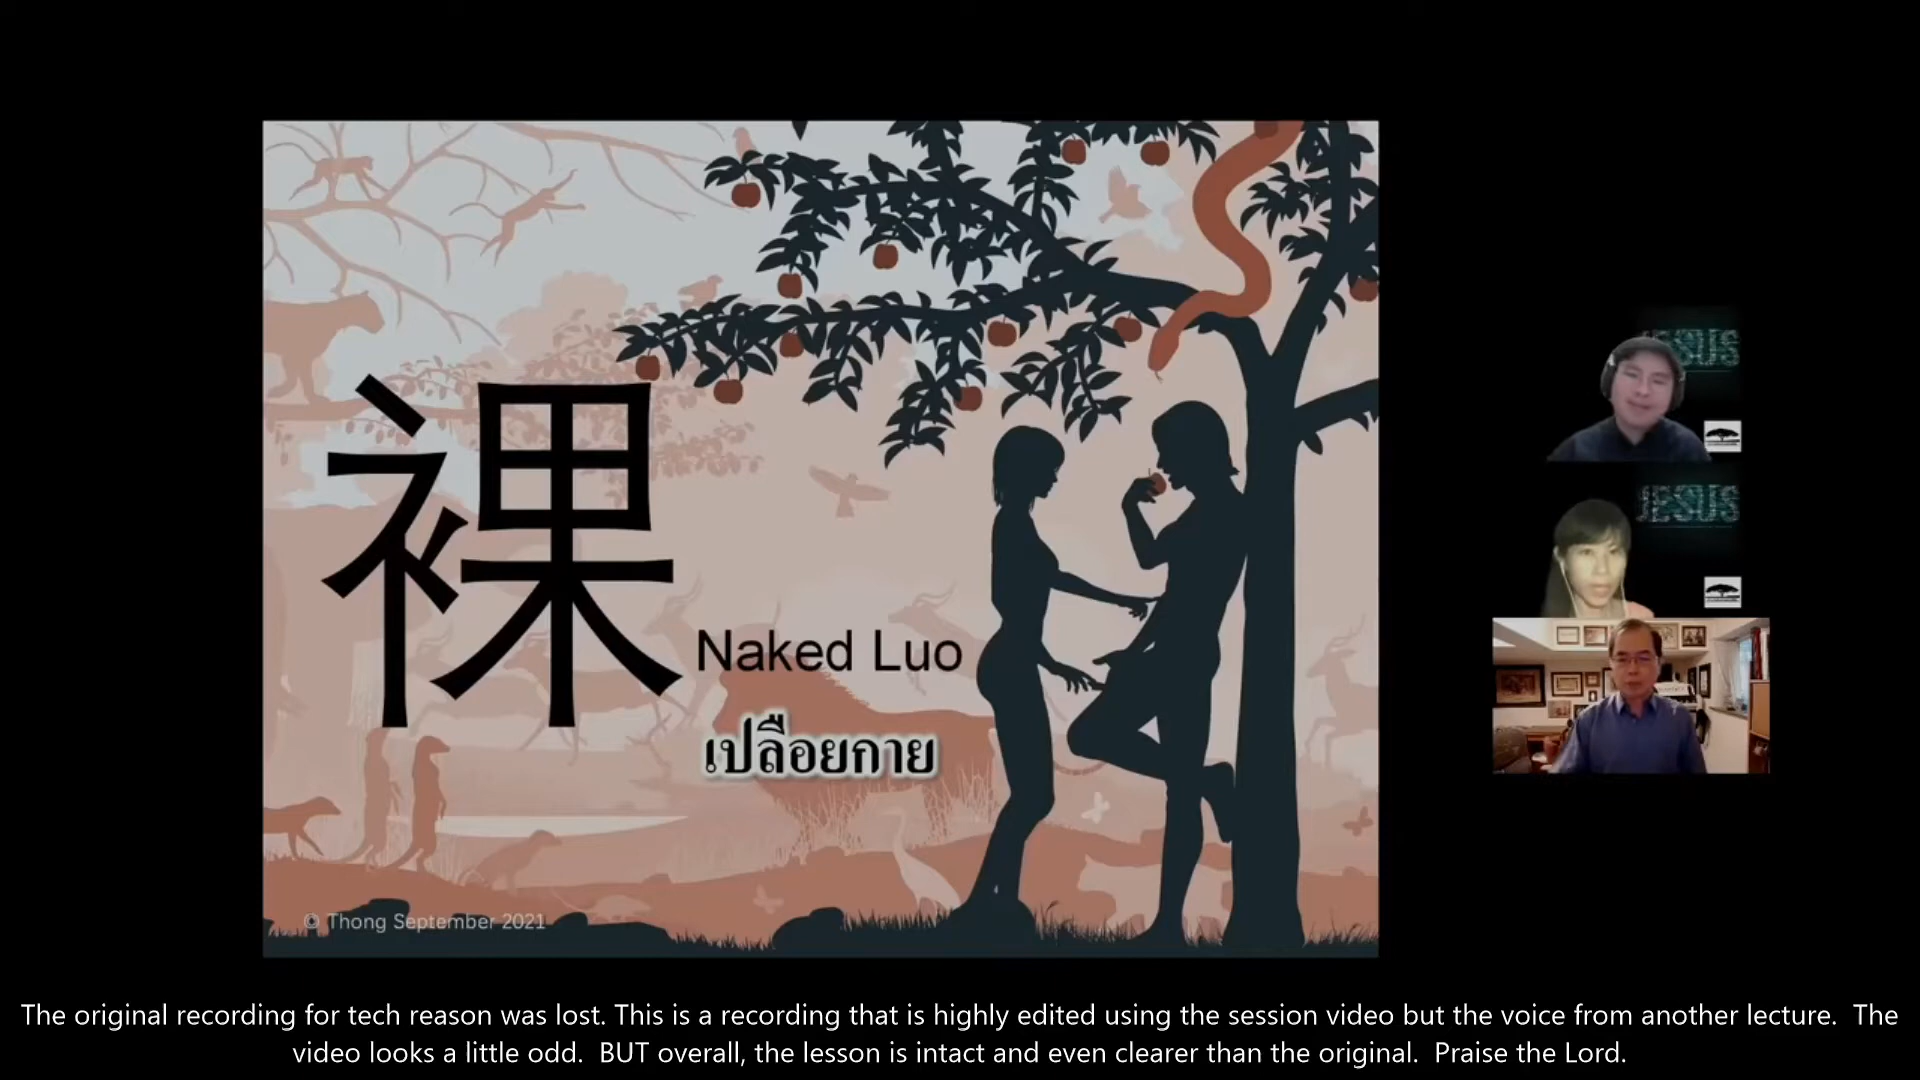 裸
Naked Luo
เปลือยกาย
© Thong September 2021
JESUS
JESUS
The original recording for tech reason was lost. This is a recording that is highly edited using the session video but the voice from another lecture. The
video looks a little odd. BUT overall, the lesson is intact and even clearer than the original. Praise the Lord.